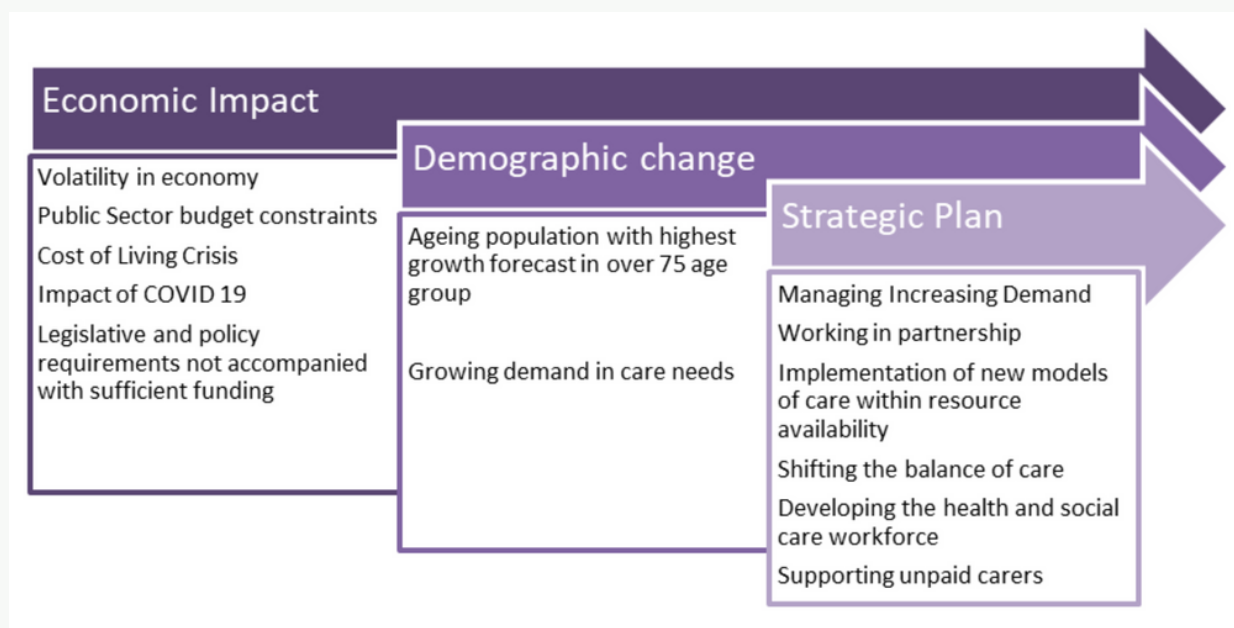 Economic Impact
Volatility in economy
Public Sector budget constraints
Cost of Living Crisis
Impact of COVID 19
Legislative and policy
requirements not accompanied
with sufficient funding
Demographic change
Ageing population with highest
growth forecast in over 75 age
group
Growing demand in care needs
Strategic Plan
Managing Increasing Demand
Working in partnership
Implementation of new models
of care within resource
availability
Shifting the balance of care
Developing the health and social
care workforce
Supporting unpaid carers